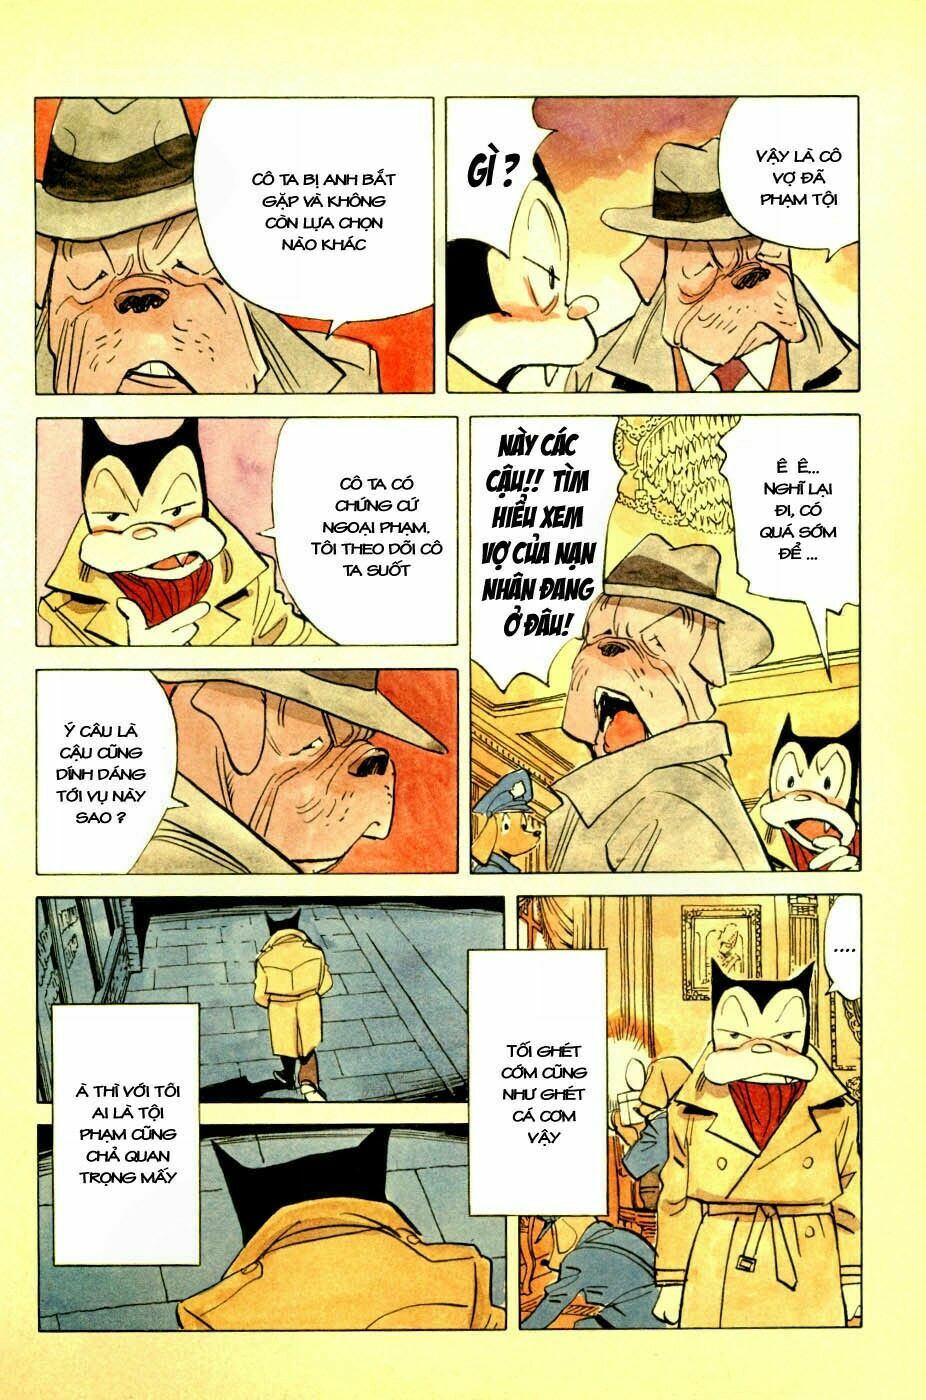 VẬY LÀ CÔ
VỢ ĐÃ
PHẠM TỘI
GÌ?
CÔ TA BỊ ANH BẮT
GẶP VÀ KHÔNG
CÒN LỰA CHỌN
NÀO KHÁC
Ê Ê...
NGHĨ LẠI
ĐI, CÓ
QUÁ SỚM
ĐỂ ...
NÀY CÁC
CẬU!! TÌM
HIỂU XEM
VỢ CỦA NẠN
NHÂN ĐANG
Ở ĐÂU!
CÔ TA CÓ
CHỨNG CỨ
NGOẠI PHẠM.
TÔI THEO DÕI CÔ
TA SUỐT
Ý CẬU LÀ
CẬU CŨNG
DÍNH DÁNG
TỚI VỤ NÀY
SAO ?
....
TỐI GHÉT
CỚM CŨNG
NHƯ GHÉT
CÁ CƠM
VẬY
À THÌ VỚI TÔI
AI LÀ TỘI
PHẠM CŨNG
CHẢ QUAN
TRỌNG MẤY